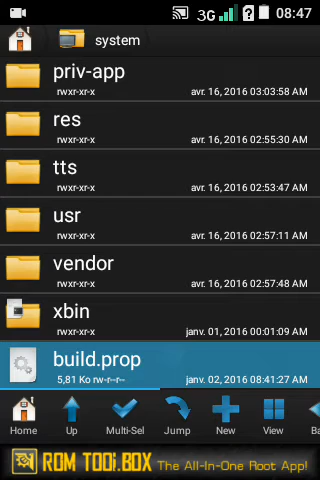 3G 08:47
system
priv-app
rwxr-xr-x avr. 16, 2016 03:03:58 AM
res
rwxr-xr-x avr. 16, 2016 02:55:30 AM
tts
rwxr-xr-x avr. 16, 2016 02:53:47 AM
usr
rwxr-xr-x avr. 16, 2016 02:57:11 AM
vendor
rwxr-xr-x avr. 16, 2016 02:57:48 AM
xbin
rwxr-xr-x janv. 01, 2016 00:01:09 AM
build.prop
5,81 Ko rw-r--r-- janv. 02, 2016 08:41:27 AM
Home Up Multi-Sel Jump New View Ba
ROM TOOLBOX The All-In-One Root App!